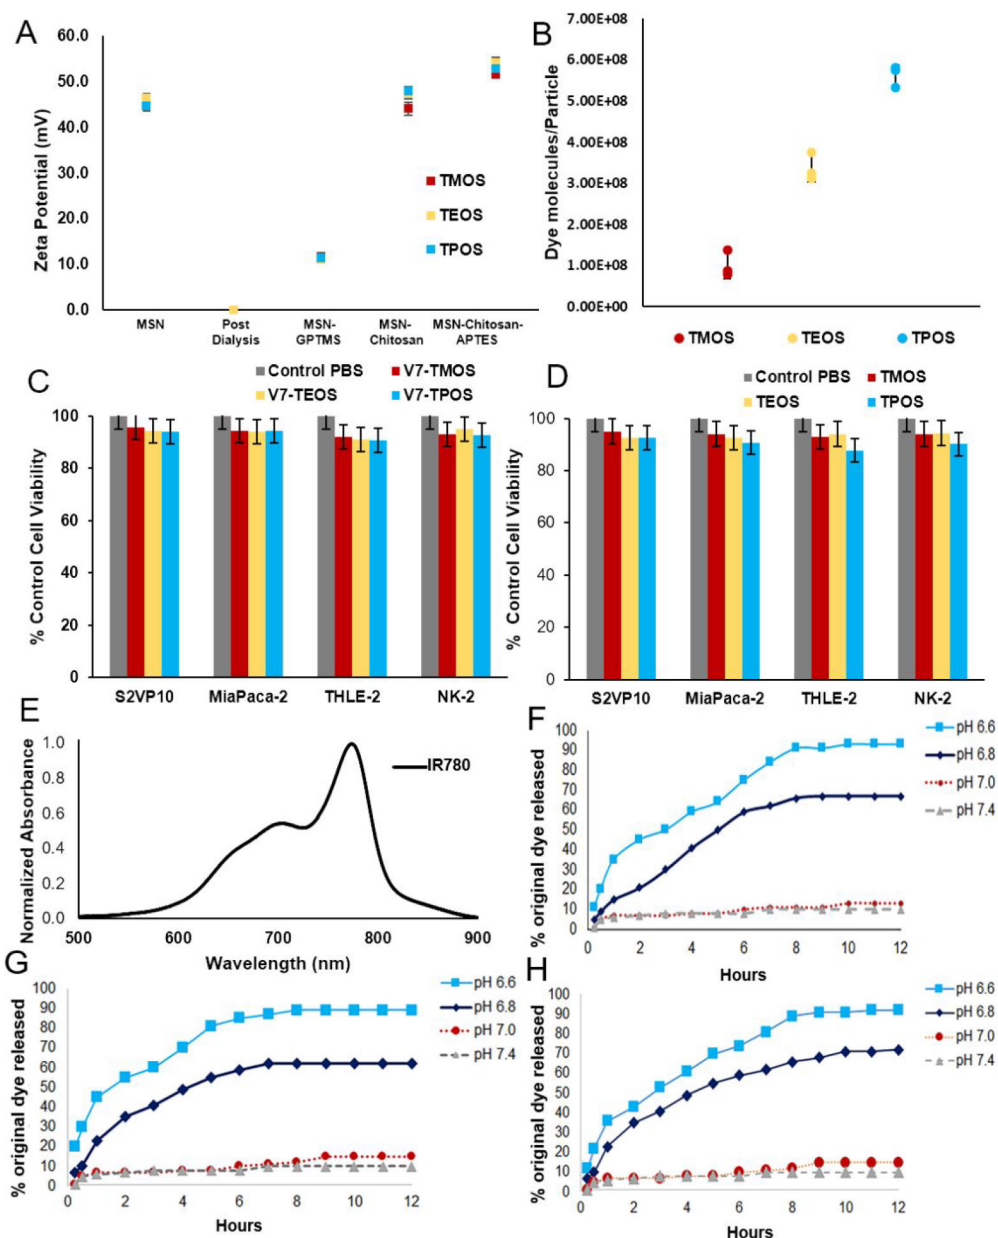 A
60.0
50.0
40.0
30.0
20.0
10.0
0.0
Zeta Potential (mV)
TMOS
TEOS
TPOS
MSN
Post
Dialysis
MSN-
GPTMS
MSN-
Chitosan
MSN-Chitosan-
APTES
B
7.00E+08
6.00E+08
5.00E+08
4.00E+08
3.00E+08
2.00E+08
1.00E+08
0.00E+00
Dye molecules/Particle
TMOS
TEOS
TPOS
C
Control PBS
V7-TMOS
V7-TEOS
V7-TPOS
100
80
60
40
20
0
% Control Cell Viability
S2VP10
MiaPaca-2
THLE-2
NK-2
D
Control PBS
TMOS
TEOS
TPOS
100
80
60
40
20
0
% Control Cell Viability
S2VP10
MiaPaca-2
THLE-2
NK-2
E
1.0
0.8
0.6
0.4
0.2
0.0
Normalized Absorbance
IR780
500
600
700
800
900
Wavelength (nm)
F
100
90
80
70
60
50
40
30
20
10
0
% original dye released
pH 6.6
pH 6.8
pH 7.0
pH 7.4
0
2
4
6
8
10
12
Hours
G
100
90
80
70
60
50
40
30
20
10
0
% original dye released
pH 6.6
pH 6.8
pH 7.0
pH 7.4
0
2
4
6
8
10
12
Hours
H
100
90
80
70
60
50
40
30
20
10
0
% original dye released
pH 6.6
pH 6.8
pH 7.0
pH 7.4
0
2
4
6
8
10
12
Hours